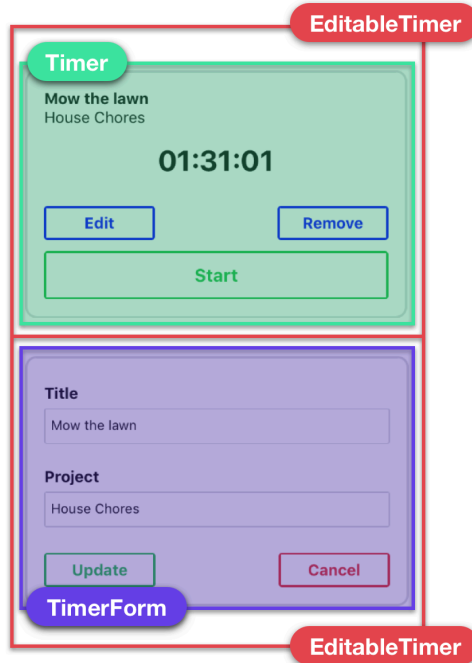 EditableTimer
Timer
Mow the lawn
House Chores
01:31:01
Edit
Remove
Start
Title
Mow the lawn
Project
House Chores
Update
Cancel
TimerForm
EditableTimer